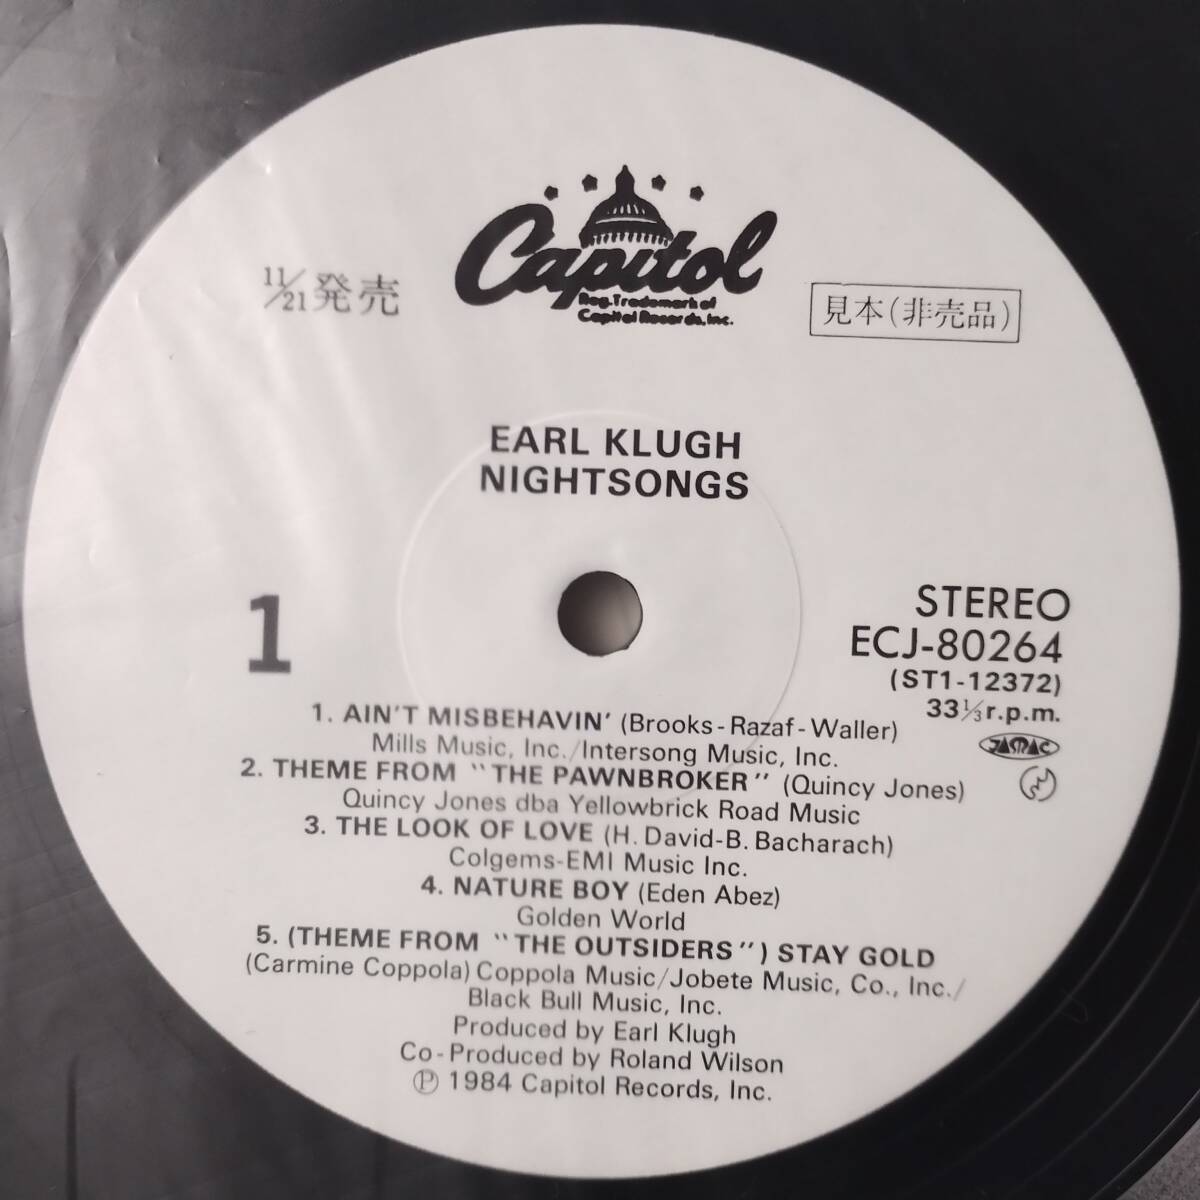 Capitol
Reg. Trademark of
Capitol Records, Inc.
11/21発売
見本(非売品)
EARL KLUGH
NIGHTSONGS
1
STEREO
ECJ-80264
(ST1-12372)
33⅓r.p.m.
JASRAC
1. AIN'T MISBEHAVIN' (Brooks-Razaf-Waller)
Mills Music, Inc./Intersong Music, Inc.
2. THEME FROM "THE PAWNBROKER" (Quincy Jones)
Quincy Jones dba Yellowbrick Road Music
3. THE LOOK OF LOVE (H. David-B. Bacharach)
Colgems-EMI Music Inc.
4. NATURE BOY (Eden Abez)
Golden World
5. (THEME FROM "THE OUTSIDERS") STAY GOLD
(Carmine Coppola) Coppola Music/Jobete Music, Co., Inc./
Black Bull Music, Inc.
Produced by Earl Klugh
Co-Produced by Roland Wilson
Ⓟ 1984 Capitol Records, Inc.